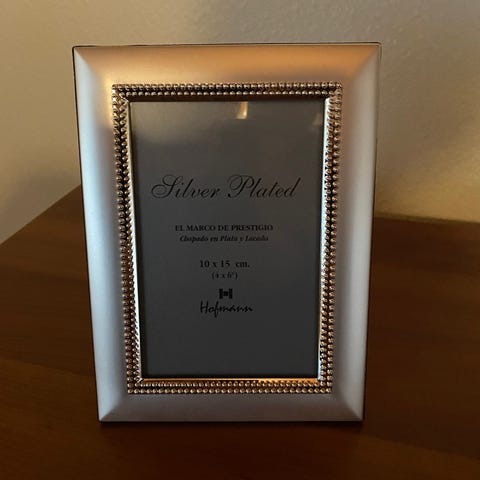 Silver Plated
EL MARCO DE PRESTIGIO
Chapado en Plata y Lacado
10 x 15 cm.
(4 x 6")
Hofmann